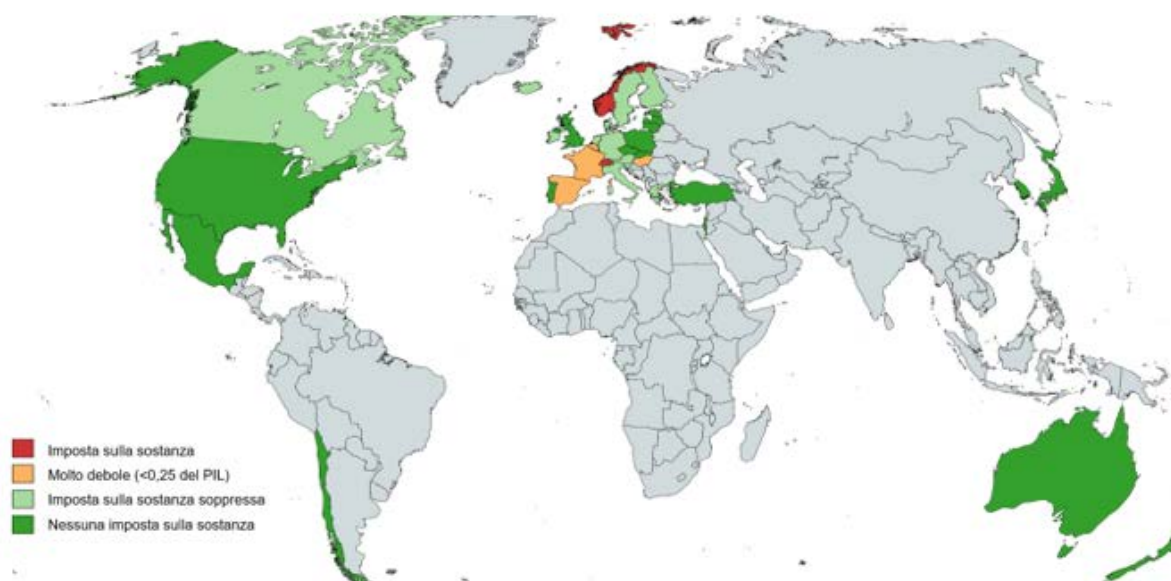 Imposta sulla sostanza
Molto debole (<0,25 del PIL)
Imposta sulla sostanza soppressa
Nessuna imposta sulla sostanza